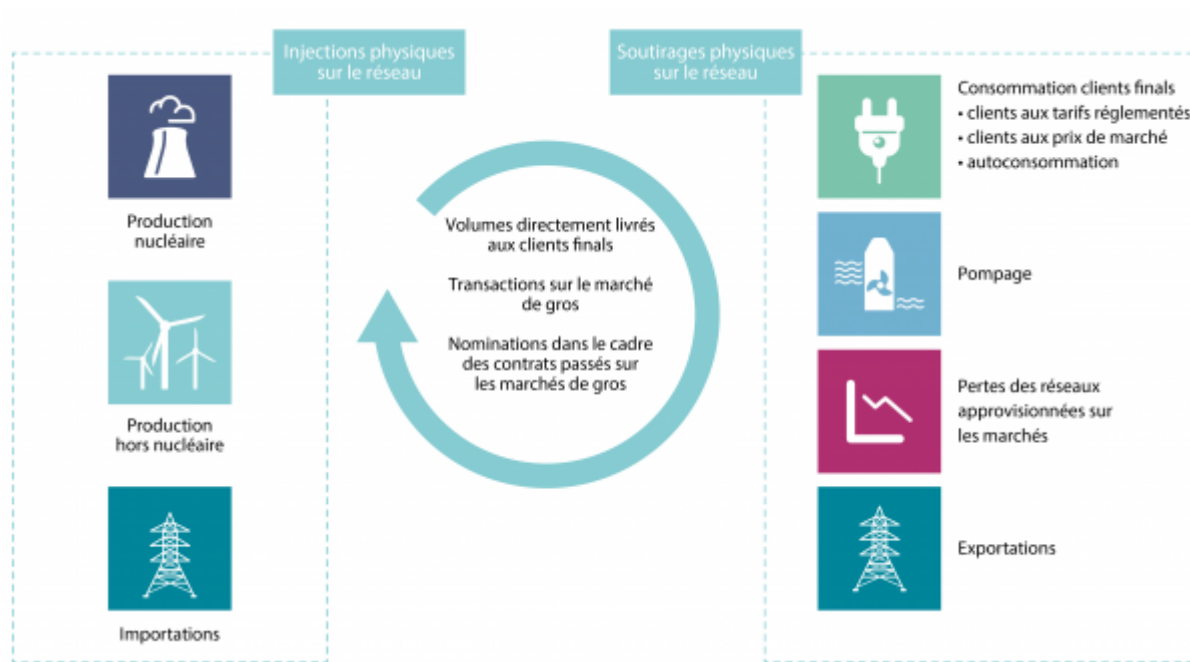 Injections physiques
sur le réseau
Production
nucléaire
Production
hors nucléaire
Importations
Volumes directement livrés
aux clients finals
Transactions sur le marché
de gros
Nominations dans le cadre
des contrats passés sur
les marchés de gros
Soutirages physiques
sur le réseau
Consommation clients finals
• clients aux tarifs réglementés
• clients aux prix de marché
• autoconsommation
Pompage
Pertes des réseaux
approvisionnées sur
les marchés
Exportations